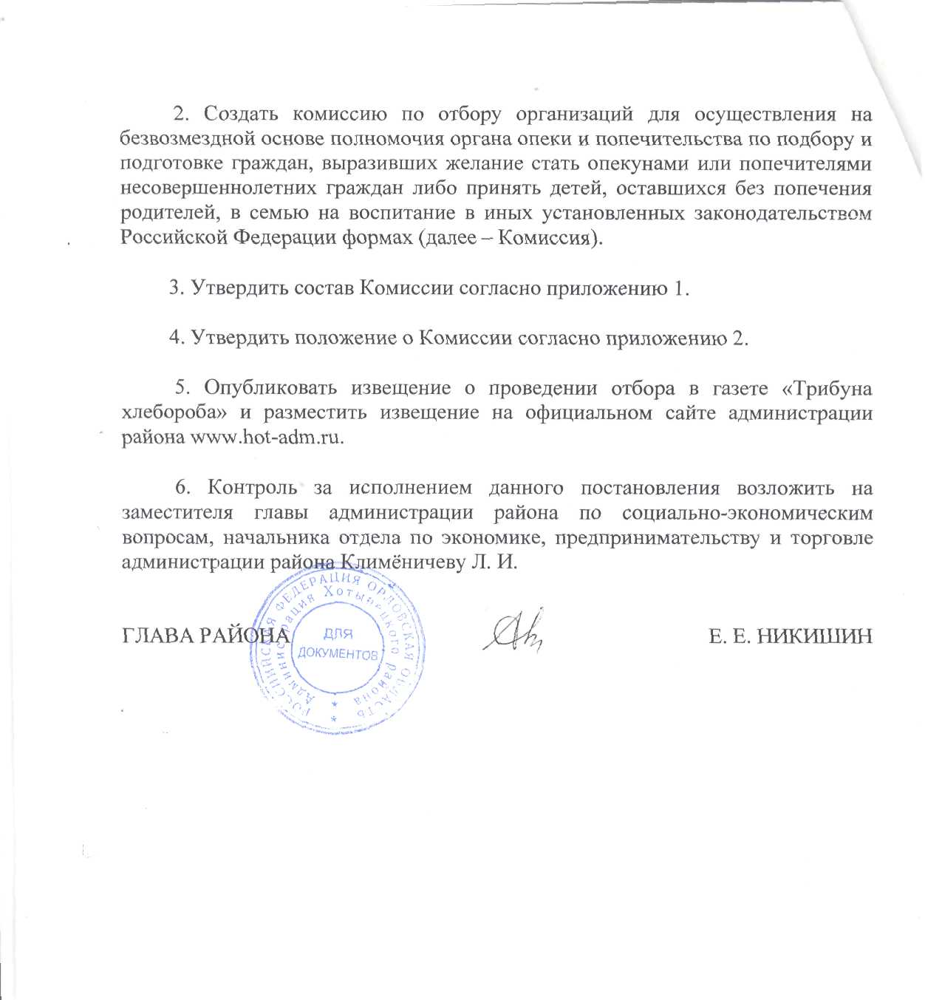 2. Создать комиссию по отбору организаций для осуществления на
безвозмездной основе полномочия органа опеки и попечительства по подбору и
подготовке граждан, выразивших желание стать опекунами или попечителями
несовершеннолетних граждан либо принять детей, оставшихся без попечения
родителей, в семью на воспитание в иных установленных законодательством
Российской Федерации формах (далее – Комиссия).
3. Утвердить состав Комиссии согласно приложению 1.
4. Утвердить положение о Комиссии согласно приложению 2.
5. Опубликовать извещение о проведении отбора в газете «Трибуна
хлебороба» и разместить извещение на официальном сайте администрации
района www.hot-adm.ru.
6. Контроль за исполнением данного постановления возложить на
заместителя главы администрации района по социально-экономическим
вопросам, начальника отдела по экономике, предпринимательству и торговле
администрации района Климёничеву Л. И.
ГЛАВА РАЙОНА Е. Е. НИКИШИН
РОССИЙСКАЯ ФЕДЕРАЦИЯ ОРЛОВСКАЯ ОБЛАСТЬ
Администрация Хотынецкого района
ДЛЯ
ДОКУМЕНТОВ